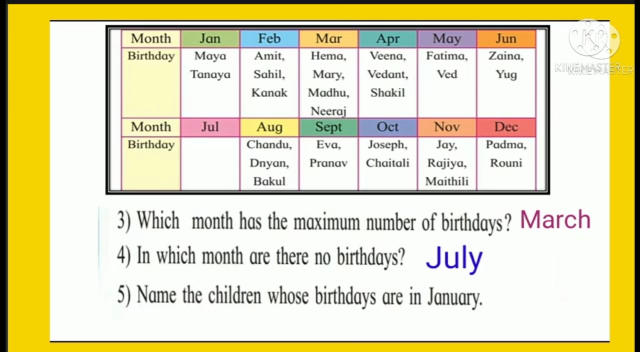 Month Jan Feb Mar Apr May Jun
Birthday Maya Amit, Hema, Veena, Fatima, Zaina,
Tanaya Sahil, Mary, Vedant, Ved Yug
Kanak Madhu, Shakil
Neeraj
Month Jul Aug Sept Oct Nov Dec
Birthday Chandu, Eva, Joseph, Jay, Padma,
Dnyan, Pranav Chaitali Rajiya, Rouni
Bakul Maithili
3) Which month has the maximum number of birthdays? March
4) In which month are there no birthdays? July
5) Name the children whose birthdays are in January.
KINEMASTER